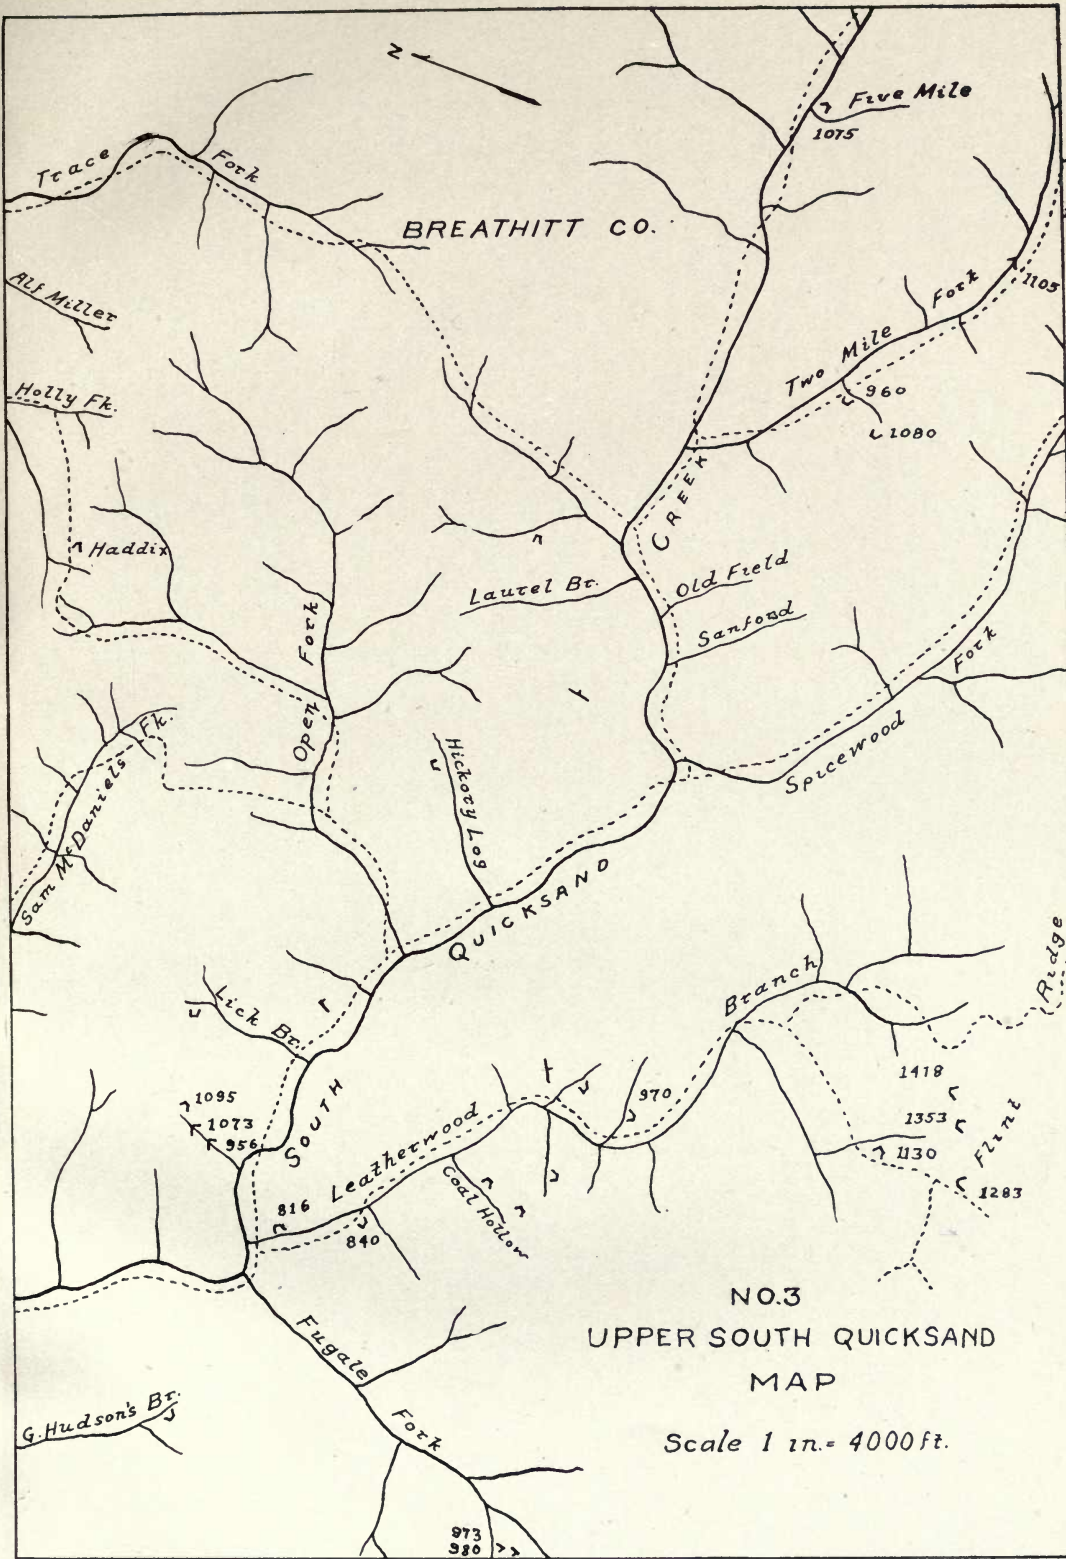 N
Five Mile
1075
Trace Fork
BREATHITT CO.
Alf Miller
1105
Two Mile Fork
Holly Fk.
960
1080
CREEK
Haddix
Laurel Br.
Old Field
Sanford
Open Fork
Spicewood Fork
Sam McDaniels Fk.
Hickory Log
SOUTH QUICKSAND
Lick Br.
Leatherwood Branch
Flint Ridge
1418
1353
1130
1283
970
1095
1073
956
816
840
Coal Hollow
Fugate Fork
G. Hudson's Br.
973
980
NO.3
UPPER SOUTH QUICKSAND
MAP
Scale 1 in. = 4000 ft.